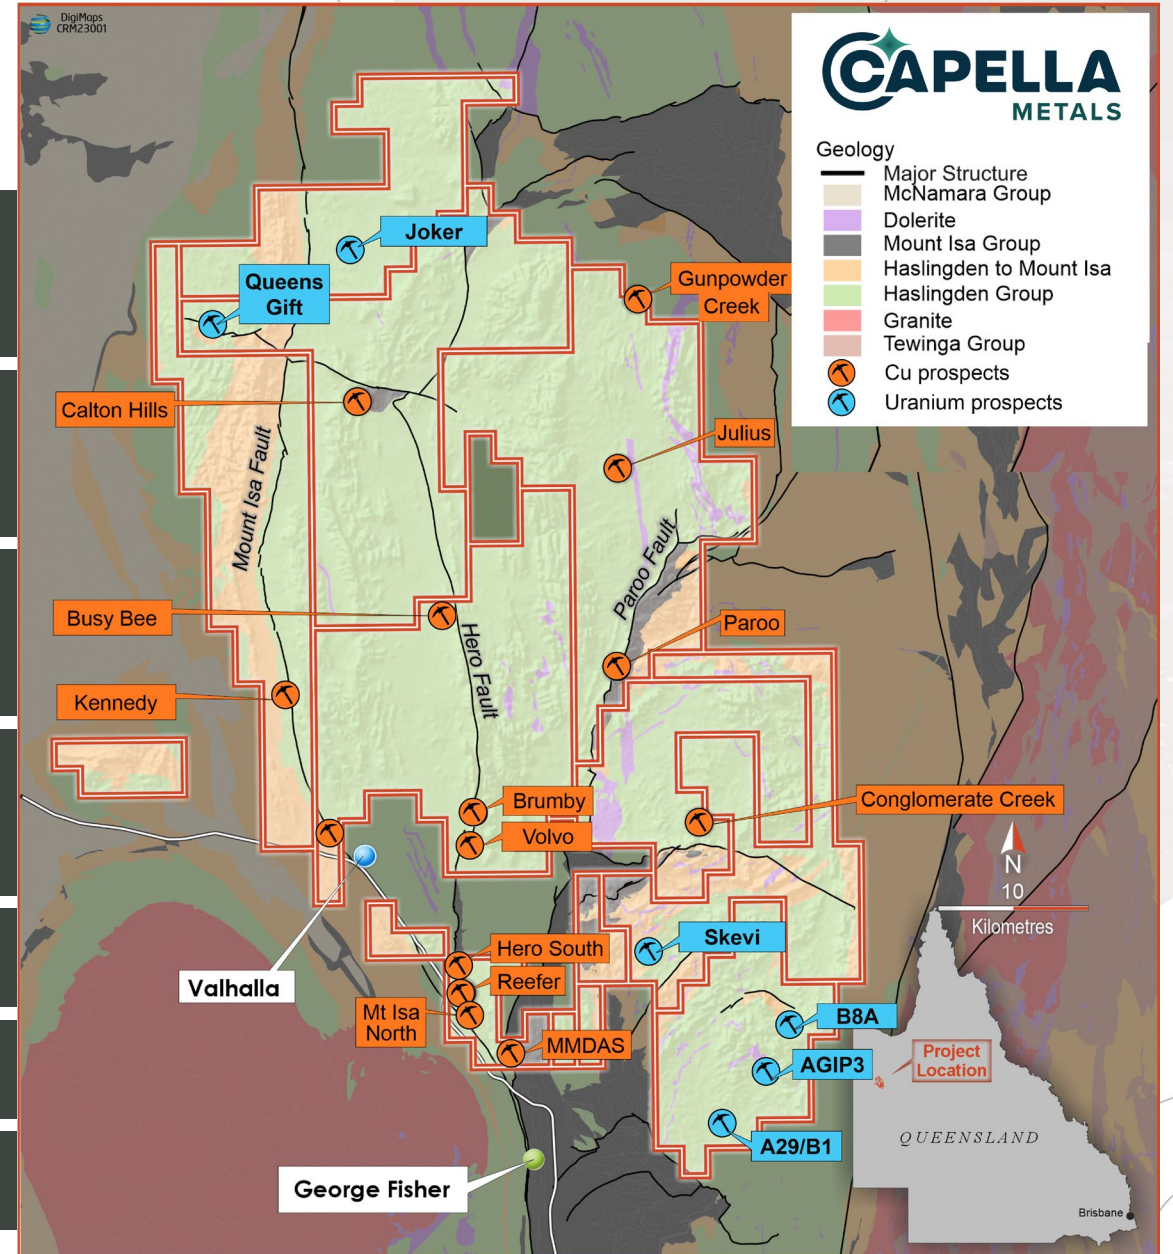 DigiMaps
CRM23001
CAPELLA
METALS
Geology
Major Structure
McNamara Group
Dolerite
Mount Isa Group
Haslingden to Mount Isa
Haslingden Group
Granite
Tewinga Group
Cu prospects
Uranium prospects
Joker
Queens
Gift
Gunpowder
Creek
Calton Hills
Julius
Mount Isa Fault
Paroo Fault
Busy Bee
Hero Fault
Paroo
Kennedy
Brumby
Volvo
Conglomerate Creek
N
10
Kilometres
Skevi
Hero South
Valhalla
Reefer
Mt Isa
North
MMDAS
B8A
AGIP3
Project
Location
A29/B1
QUEENSLAND
George Fisher
Brisbane